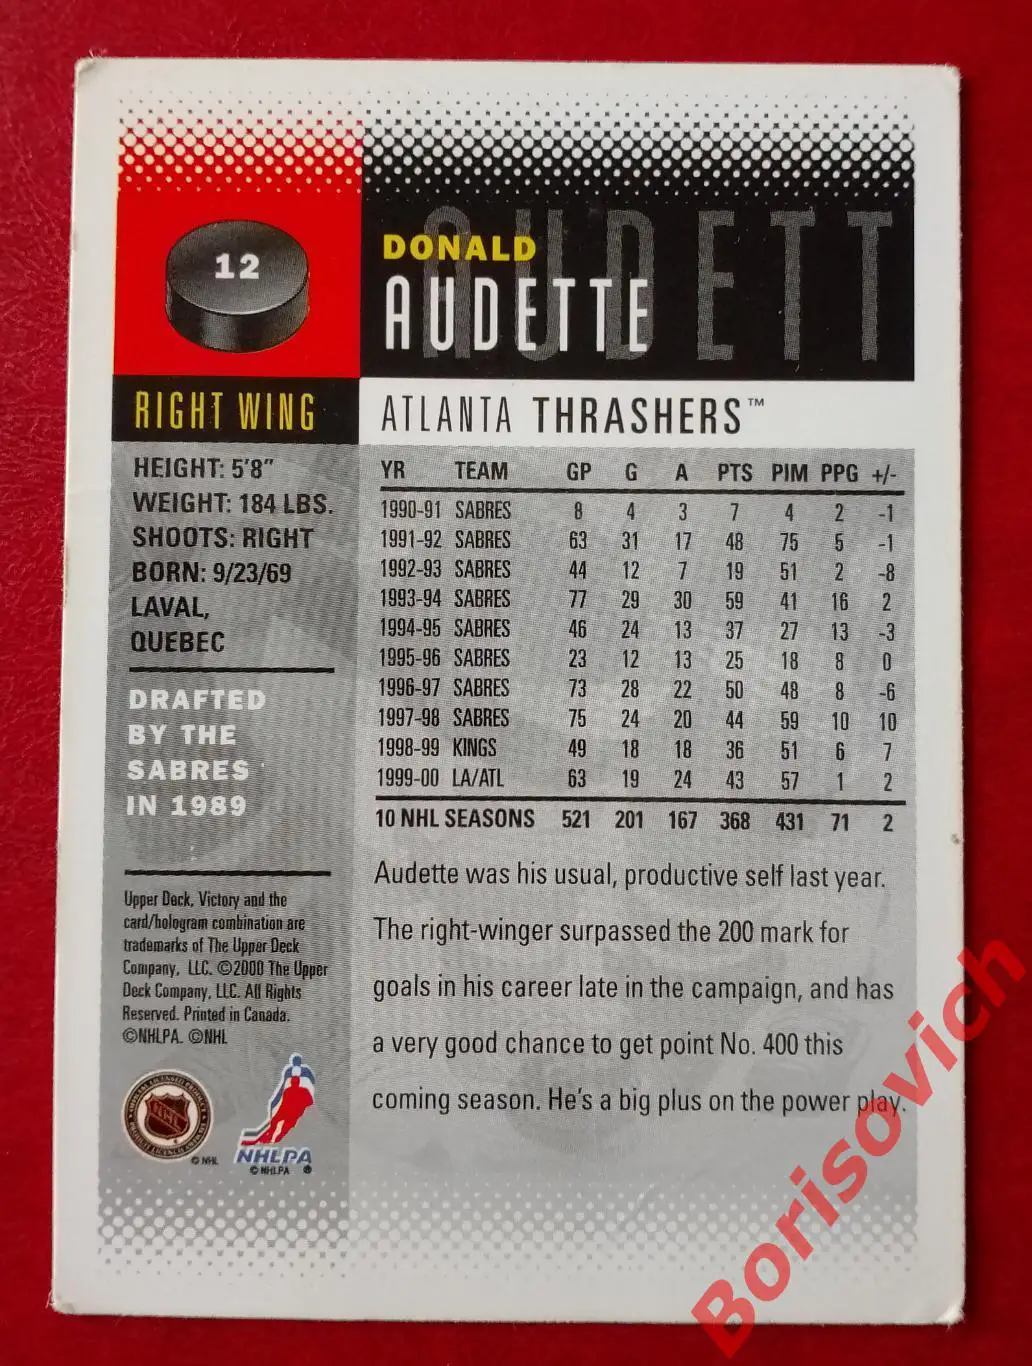 12
AUDETT
DONALD
AUDETTE
RIGHT WING
ATLANTA THRASHERS™
HEIGHT: 5'8"
WEIGHT: 184 LBS.
SHOOTS: RIGHT
BORN: 9/23/69
LAVAL,
QUEBEC
DRAFTED
BY THE
SABRES
IN 1989
YR TEAM GP G A PTS PIM PPG +/-
1990-91 SABRES 8 4 3 7 4 2 -1
1991-92 SABRES 63 31 17 48 75 5 -1
1992-93 SABRES 44 12 7 19 51 2 -8
1993-94 SABRES 77 29 30 59 41 16 2
1994-95 SABRES 46 24 13 37 27 13 -3
1995-96 SABRES 23 12 13 25 18 8 0
1996-97 SABRES 73 28 22 50 48 8 -6
1997-98 SABRES 75 24 20 44 59 10 10
1998-99 KINGS 49 18 18 36 51 6 7
1999-00 LA/ATL 63 19 24 43 57 1 2
10 NHL SEASONS 521 201 167 368 431 71 2
Audette was his usual, productive self last year.
The right-winger surpassed the 200 mark for
goals in his career late in the campaign, and has
a very good chance to get point No. 400 this
coming season. He's a big plus on the power play.
Upper Deck, Victory and the
card/hologram combination are
trademarks of The Upper Deck
Company, LLC. ©2000 The Upper
Deck Company, LLC. All Rights
Reserved. Printed in Canada.
©NHLPA. ©NHL
NHL
©NHL
NHLPA
©NHLPA ®
Borisovich